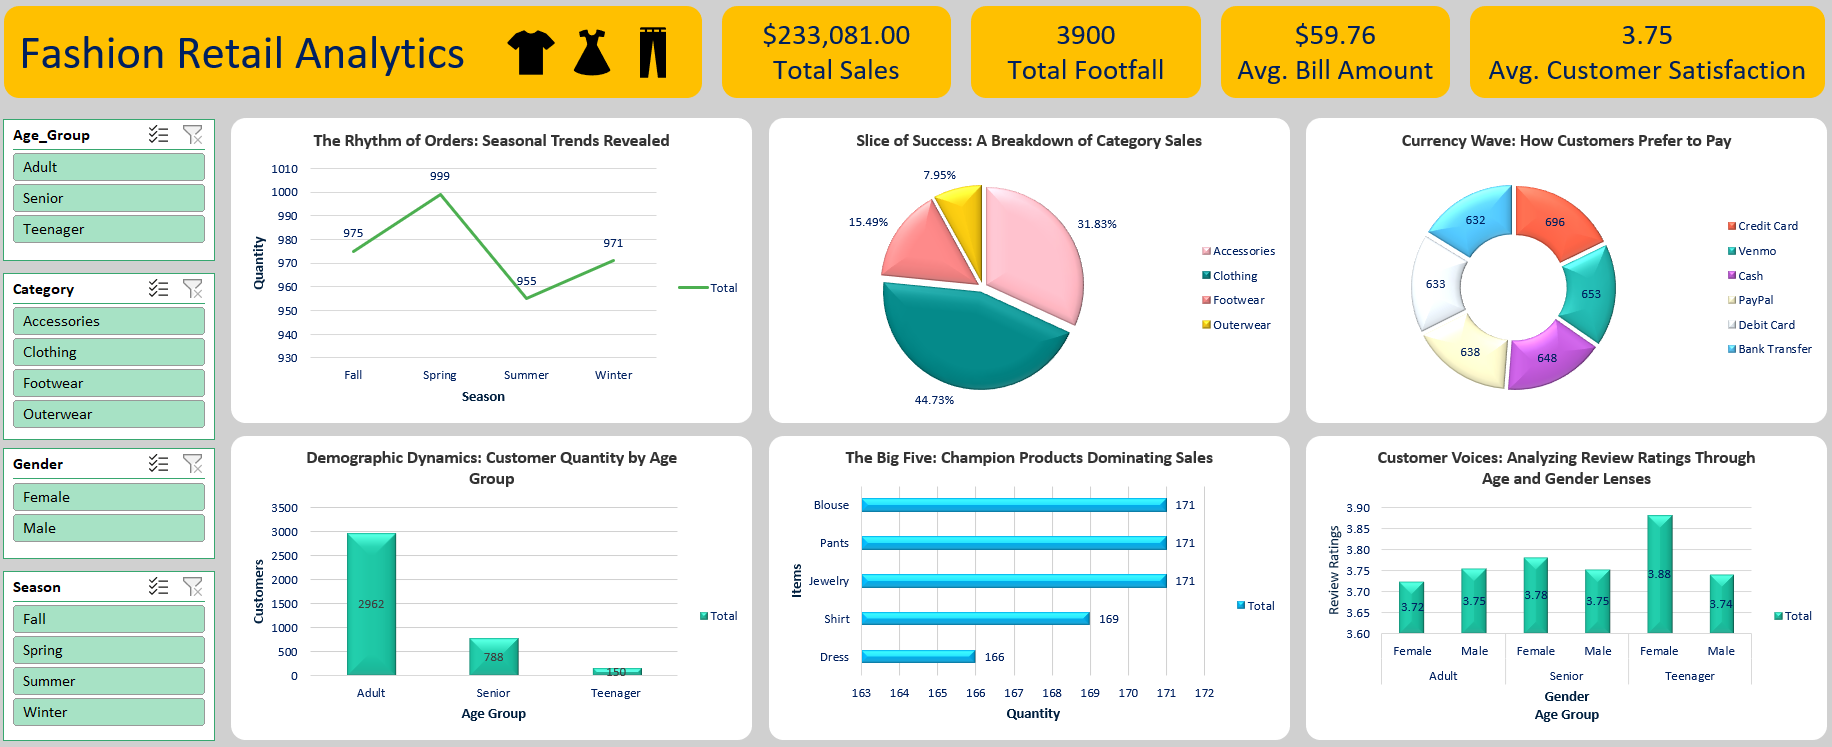 Fashion Retail Analytics
$233,081.00
Total Sales
3900
Total Footfall
$59.76
Avg. Bill Amount
3.75
Avg. Customer Satisfaction
Age_Group
Adult
Senior
Teenager
Category
Accessories
Clothing
Footwear
Outerwear
Gender
Female
Male
Season
Fall
Spring
Summer
Winter
The Rhythm of Orders: Seasonal Trends Revealed
Quantity
1010
1000
990
980
970
960
950
940
930
975
999
955
971
Fall Spring Summer Winter
Season
Total
Slice of Success: A Breakdown of Category Sales
7.95%
15.49%
31.83%
44.73%
Accessories
Clothing
Footwear
Outerwear
Currency Wave: How Customers Prefer to Pay
632
696
633
653
638
648
Credit Card
Venmo
Cash
PayPal
Debit Card
Bank Transfer
Demographic Dynamics: Customer Quantity by Age
Group
Customers
3500
3000
2500
2000
1500
1000
500
0
2962
788
150
Adult Senior Teenager
Age Group
Total
The Big Five: Champion Products Dominating Sales
Items
Blouse 171
Pants 171
Jewelry 171
Shirt 169
Dress 166
163 164 165 166 167 168 169 170 171 172
Quantity
Total
Customer Voices: Analyzing Review Ratings Through
Age and Gender Lenses
Review Ratings
3.90
3.85
3.80
3.75
3.70
3.65
3.60
3.72
3.75
3.78
3.75
3.88
3.74
Female Male Female Male Female Male
Adult Senior Teenager
Gender
Age Group
Total